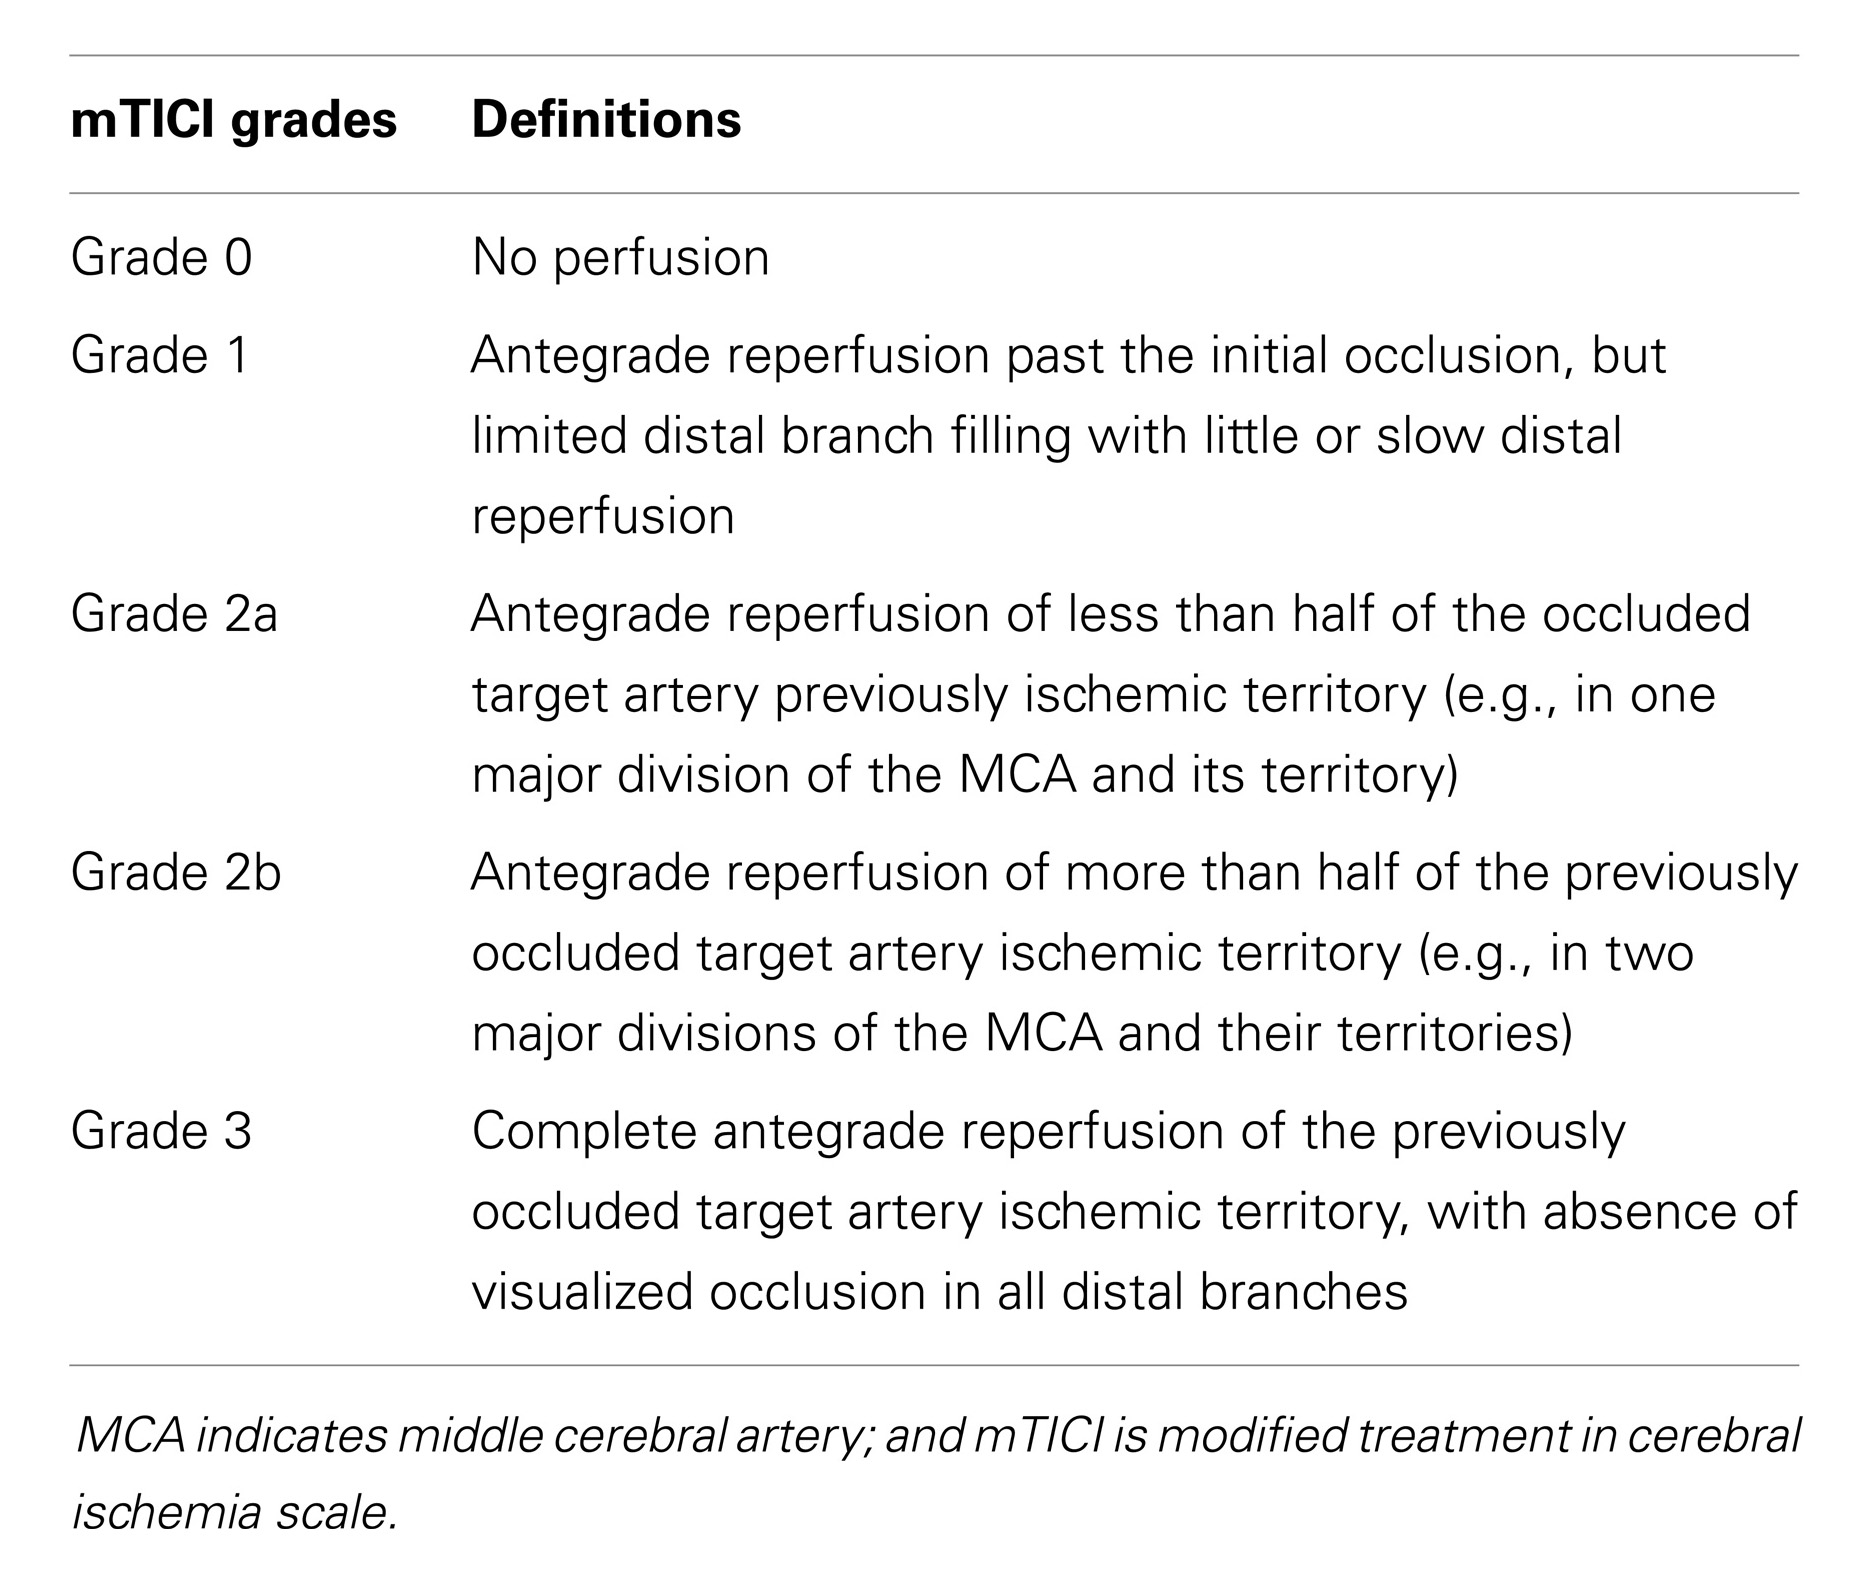 mTICI grades Definitions
Grade 0 No perfusion
Grade 1 Antegrade reperfusion past the initial occlusion, but
limited distal branch filling with little or slow distal
reperfusion
Grade 2a Antegrade reperfusion of less than half of the occluded
target artery previously ischemic territory (e.g., in one
major division of the MCA and its territory)
Grade 2b Antegrade reperfusion of more than half of the previously
occluded target artery ischemic territory (e.g., in two
major divisions of the MCA and their territories)
Grade 3 Complete antegrade reperfusion of the previously
occluded target artery ischemic territory, with absence of
visualized occlusion in all distal branches
MCA indicates middle cerebral artery; and mTICI is modified treatment in cerebral
ischemia scale.